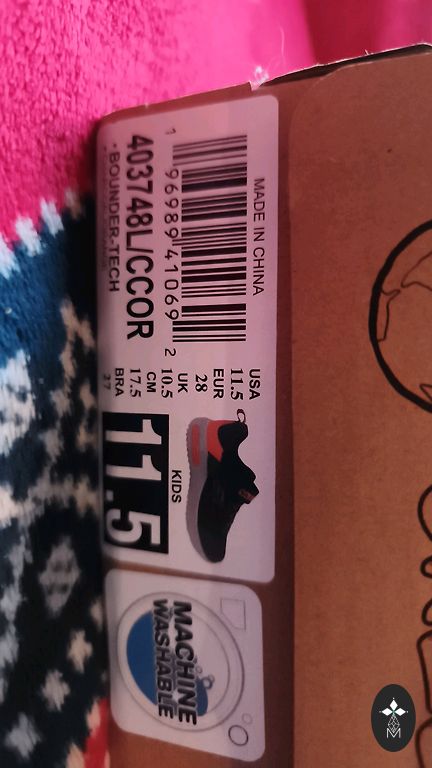 MADE IN CHINA
1 96989 41069 2
403748L/CCOR
• BOUNDER-TECH
USA
11.5
EUR
28
UK
10.5
CM
17.5
BRA
27
KIDS
11.5
MACHINE
WASHABLE
M